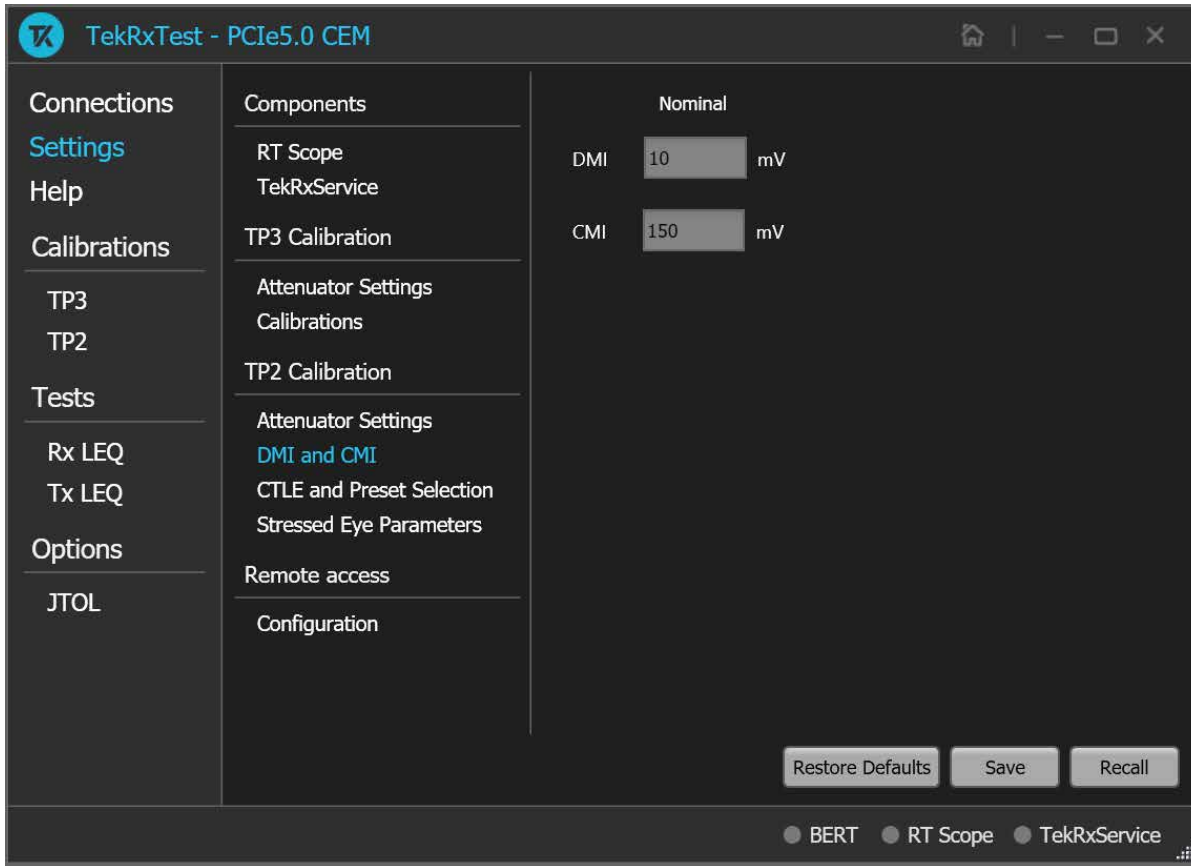 TekRxTest - PCIe5.0 CEM
Connections
Settings
Help
Calibrations
TP3
TP2
Tests
Rx LEQ
Tx LEQ
Options
JTOL
Components
RT Scope
TekRxService
TP3 Calibration
Attenuator Settings
Calibrations
TP2 Calibration
Attenuator Settings
DMI and CMI
CTLE and Preset Selection
Stressed Eye Parameters
Remote access
Configuration
Nominal
DMI 10 mV
CMI 150 mV
Restore Defaults Save Recall
BERT RT Scope TekRxService